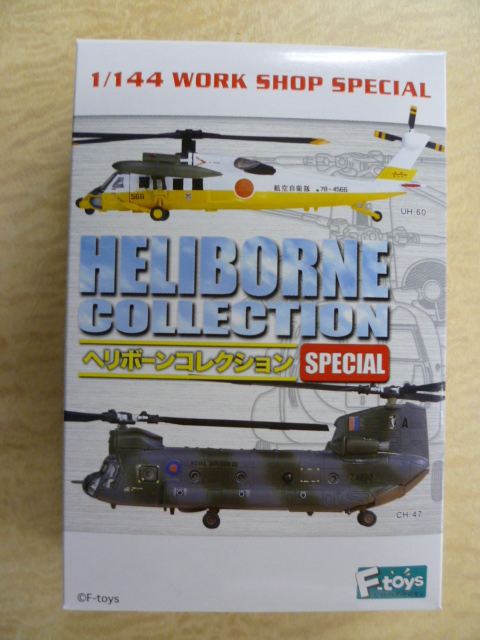 1/144 WORK SHOP SPECIAL
566
航空自衛隊 78-4566
UH-60
HELIBORNE
COLLECTION
ヘリボーンコレクション
SPECIAL
A
CH-47
©F-toys
F-toys